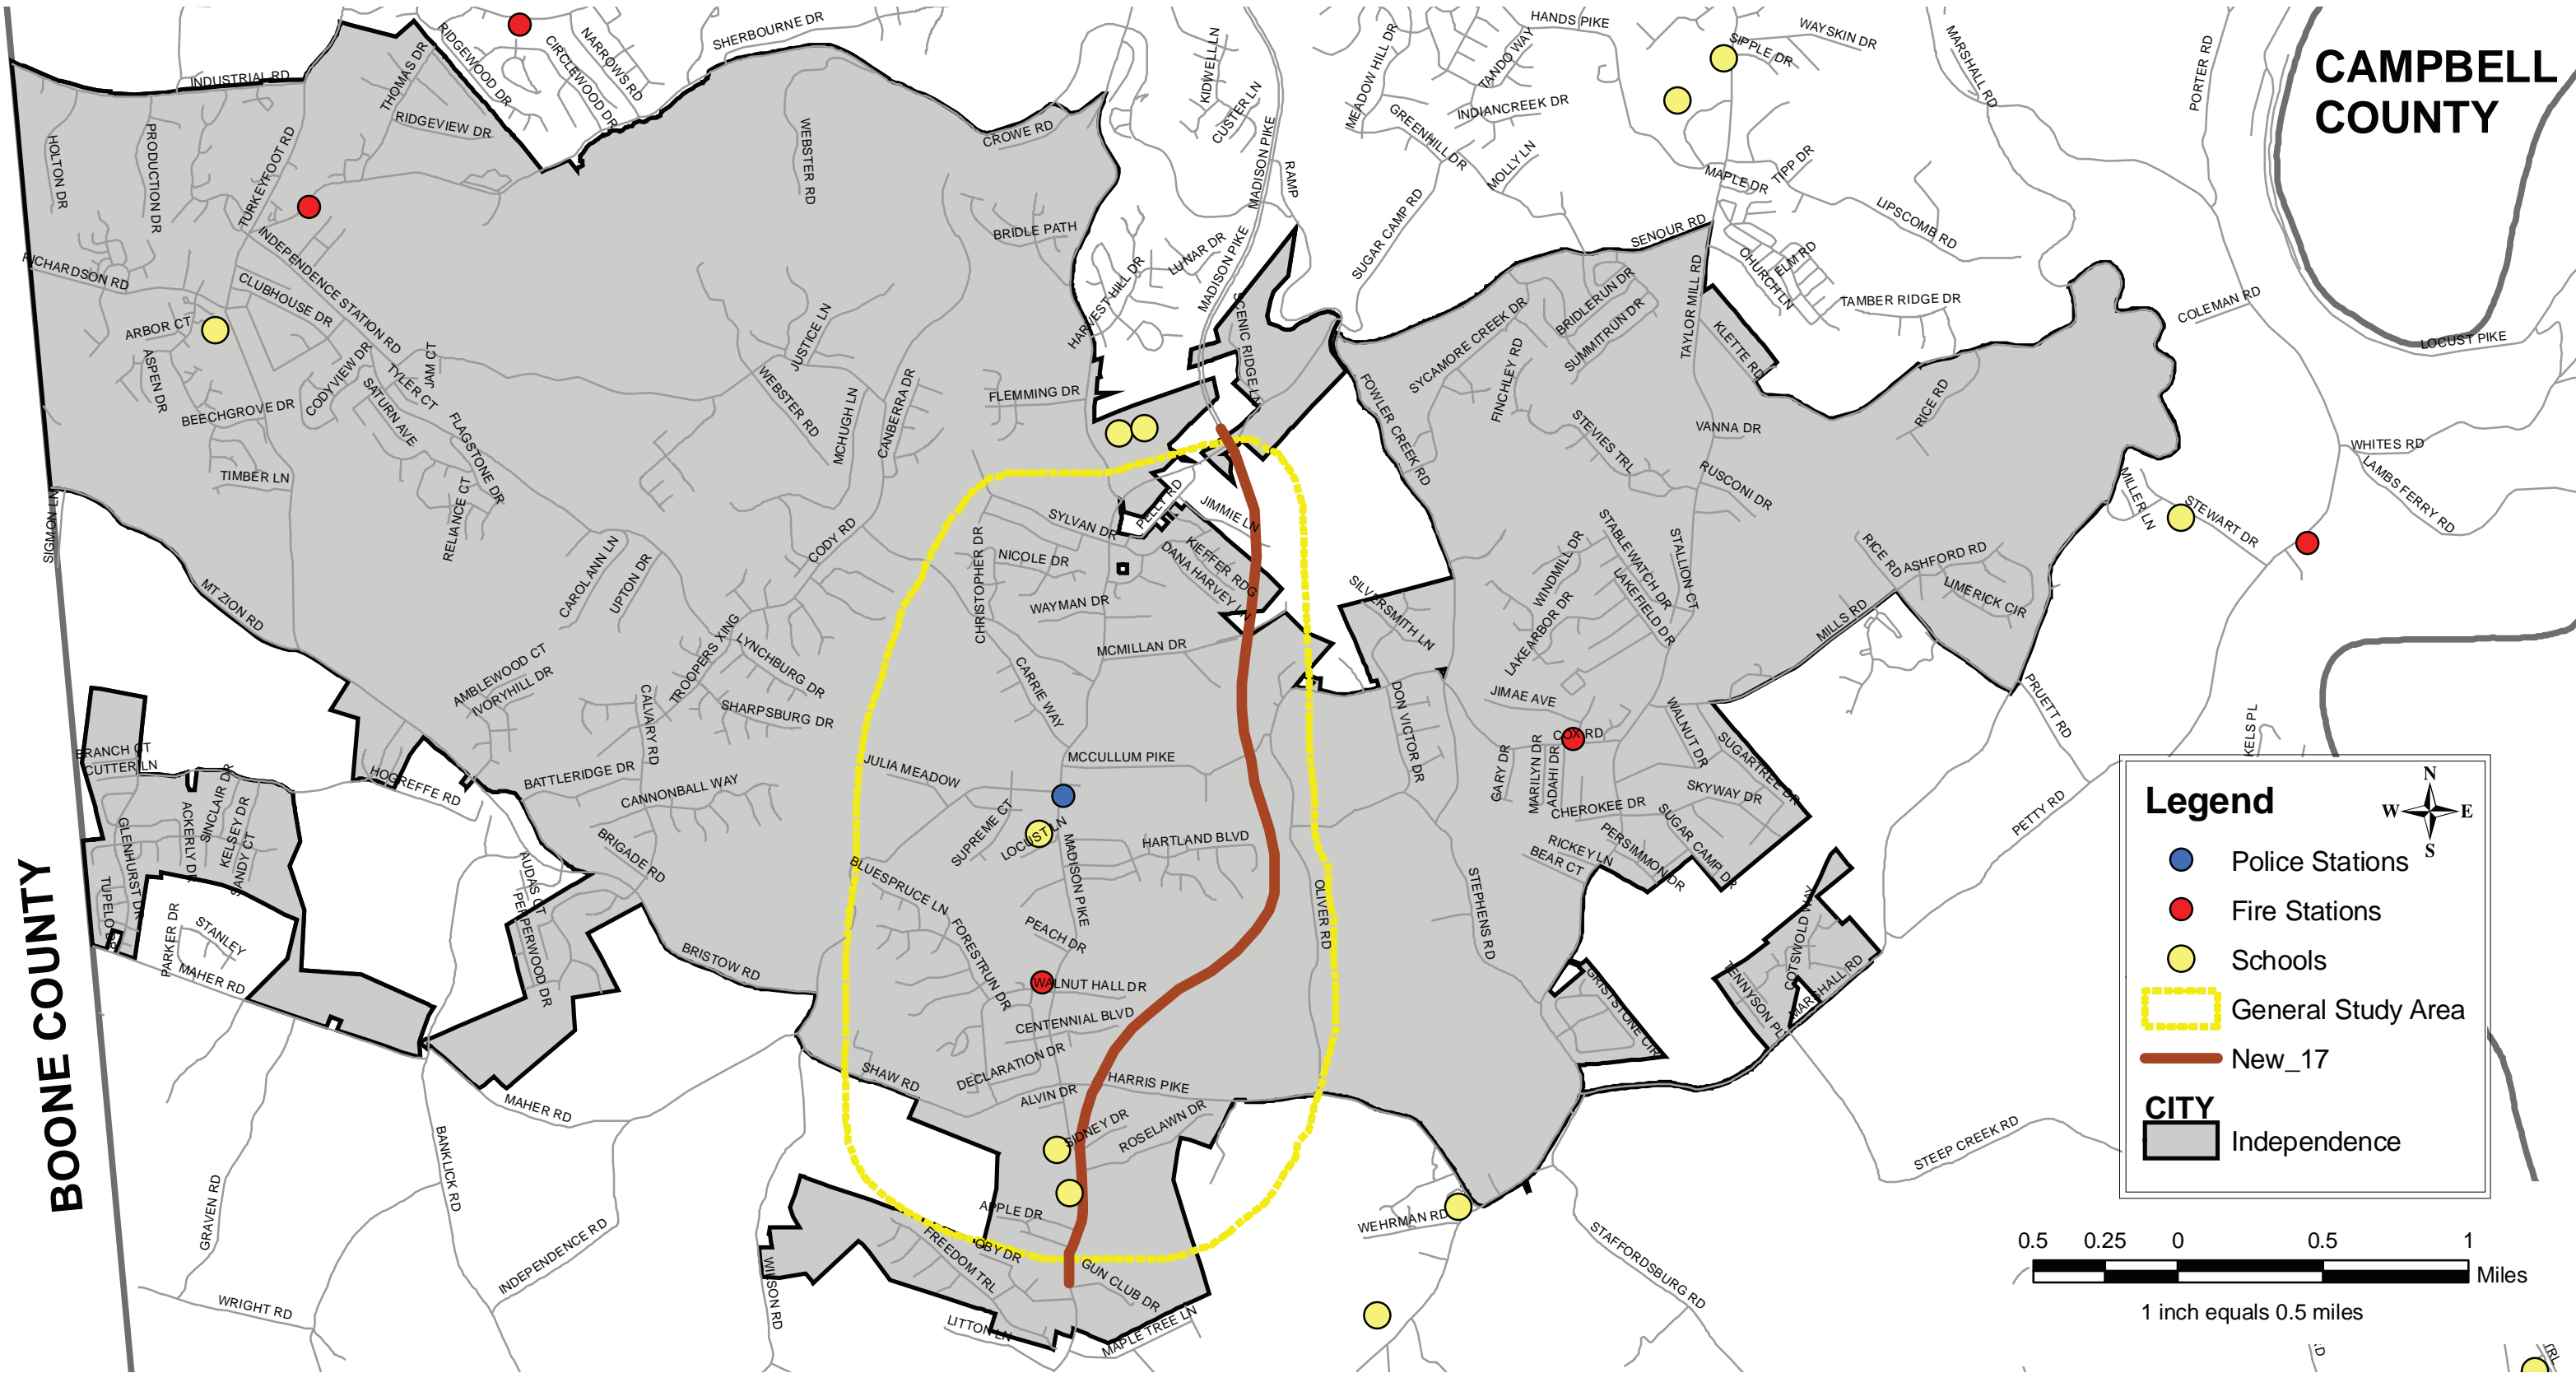 CAMPBELL
COUNTY
BOONE COUNTY
INDUSTRIAL RD
THOMAS DR
RIDGEWOOD DR
CIRCLEWOOD DR
NARROWS RD
SHERBOURNE DR
RIDGEVIEW DR
HOLTON DR
PRODUCTION DR
TURKEYFOOT RD
WEBSTER RD
CROWE RD
KIDWELL LN
CUSTER LN
MADISON PIKE
RAMP
MEADOW HILL DR
TANDO WAY
HANDS PIKE
INDIANCREEK DR
GREENHILL DR
MOLLY LN
SIPPLE DR
WAYSKIN DR
MARSHALL RD
PORTER RD
MAPLE DR
TIPP DR
LIPSCOMB RD
SUGAR CAMP RD
SENOUR RD
CHURCH LN
ELM RD
TAMBER RIDGE DR
COLEMAN RD
LOCUST PIKE
BRIDLE PATH
LUNAR DR
HARVEST HILL DR
MADISON PIKE
SCENIC RIDGE LN
RICHARDSON RD
INDEPENDENCE STATION RD
CLUBHOUSE DR
ARBOR CT
ASPEN DR
BEECHGROVE DR
CODYVIEW DR
SATURN AVE
TYLER CT
JAM CT
FLAGSTONE DR
TIMBER LN
RELIANCE CT
JUSTICE LN
WEBSTER RD
MCHUGH LN
CANBERRA DR
FLEMMING DR
SYCAMORE CREEK DR
BRIDLERUN DR
SUMMITRUN DR
TAYLOR MILL RD
KLETTE RD
FINCHLEY RD
FOWLER CREEK RD
STEVIES TRL
VANNA DR
RUSCONI DR
RICE RD
WHITES RD
LAMBS FERRY RD
MILLER LN
STEWART DR
SIGMON LN
MT ZION RD
CAROL ANN LN
UPTON DR
CODY RD
CHRISTOPHER DR
SYLVAN DR
NICOLE DR
WAYMAN DR
PELLY RD
JIMMIE LN
KIEFFER RDG
DANA HARVEY LN
MCMILLAN DR
CARRIE WAY
SILVERSMITH LN
WINDMILL DR
LAKEARBOR DR
STABLEWATCH DR
LAKEFIELD DR
STALLION CT
RICE RD
ASHFORD RD
LIMERICK CIR
MILLS RD
PRUETT RD
KELS PL
AMBLEWOOD CT
IVORYHILL DR
TROOPERS XING
LYNCHBURG DR
SHARPSBURG DR
CALVARY RD
BATTLERIDGE DR
CANNONBALL WAY
BRIGADE RD
JULIA MEADOW
MCCULLUM PIKE
DON VICTOR DR
JIMAE AVE
COX RD
GARY DR
MARILYN DR
ADAHI DR
CHEROKEE DR
WALNUT DR
SUGARTREE DR
SKYWAY DR
SUGAR CAMP DR
PERSIMMON DR
RICKEY LN
BEAR CT
PETTY RD
BRANCH CT
CUTTER LN
HOGREFFE RD
ACKERLY DR
SINCLAIR DR
KELSEY DR
SANDY CT
GLENHURST DR
TUPELO
PARKER DR
STANLEY
MAHER RD
AUDAS CT
PEPPERWOOD DR
BRISTOW RD
SUPREME CT
LOCUST LN
MADISON PIKE
HARTLAND BLVD
BLUESPRUCE LN
FORESTRUN DR
PEACH DR
WALNUT HALL DR
CENTENNIAL BLVD
DECLARATION DR
OLIVER RD
STEPHENS RD
GRISTSTONE CIR
COTSWOLD WAY
TENNYSON PL
MARSHALL RD
SHAW RD
ALVIN DR
HARRIS PIKE
SIDNEY DR
ROSELAWN DR
APPLE DR
OBY DR
FREEDOM TRL
GUN CLUB DR
LITTON LN
MAPLE TREE LN
WILSON RD
MAHER RD
BANKLICK RD
INDEPENDENCE RD
GRAVEN RD
WRIGHT RD
WEHRMAN RD
STAFFORDSBURG RD
STEEP CREEK RD
Legend
N
W
E
S
Police Stations
Fire Stations
Schools
General Study Area
New_17
CITY
Independence
0.5 0.25 0 0.5 1
Miles
1 inch equals 0.5 miles